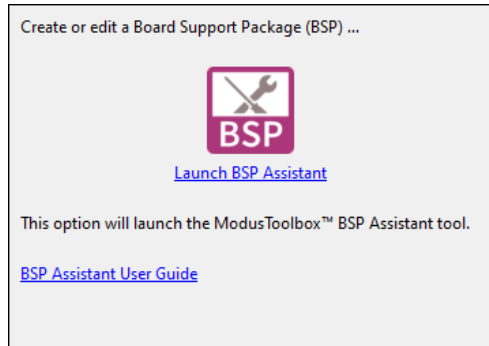 Create or edit a Board Support Package (BSP) ...
BSP
Launch BSP Assistant
This option will launch the ModusToolbox™ BSP Assistant tool.
BSP Assistant User Guide